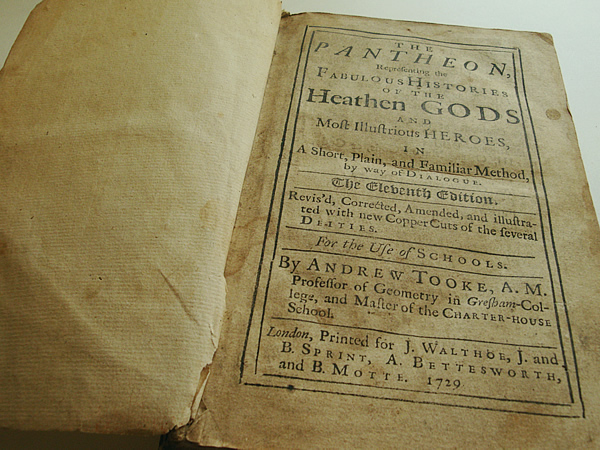 THE
PANTHEON,
Representing the
FABULOUS HISTORIES
OF THE
Heathen GODS
AND
Most Illustrious HEROES,
IN
A Short, Plain, and Familiar Method,
by way of DIALOGUE.
The Eleventh Edition.
Revis'd, Corrected, Amended, and illustra-
ted with new Copper Cuts of the several
DEITIES.
For the Use of SCHOOLS.
By ANDREW TOOKE, A. M.
Professor of Geometry in Gresham-Col-
lege, and Master of the CHARTER-HOUSE
School.
London, Printed for J. WALTHOE, J. and
B. SPRINT, A. BETTESWORTH,
and B. MOTTE. 1729